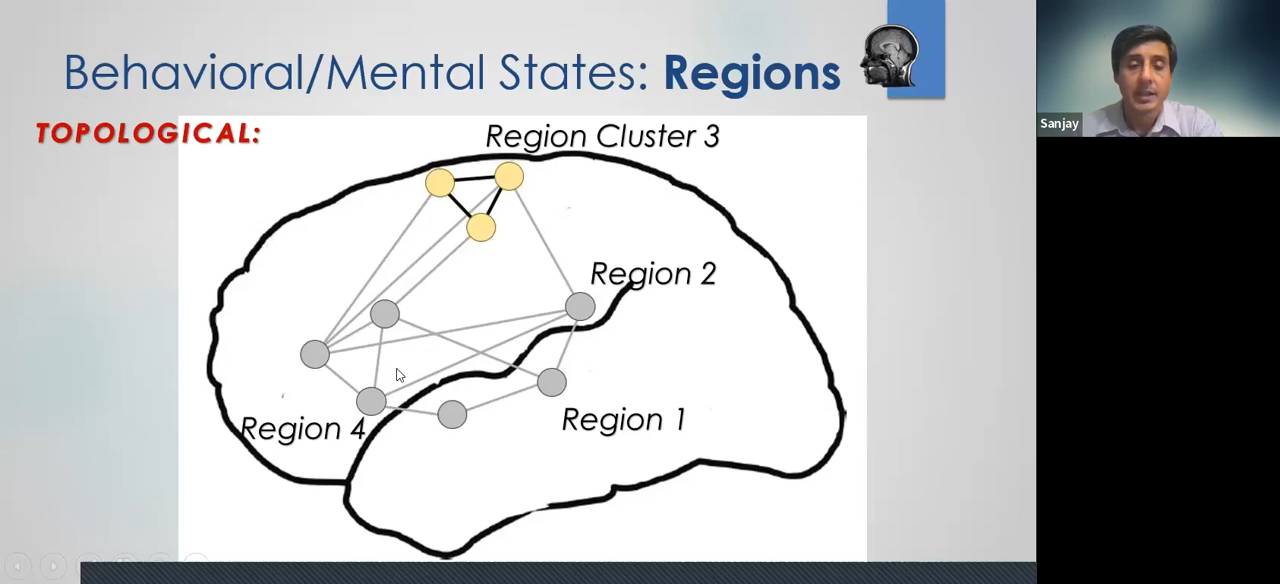 Behavioral/Mental States: Regions
TOPOLOGICAL:
Region Cluster 3
Region 2
Region 4
Region 1
Sanjay